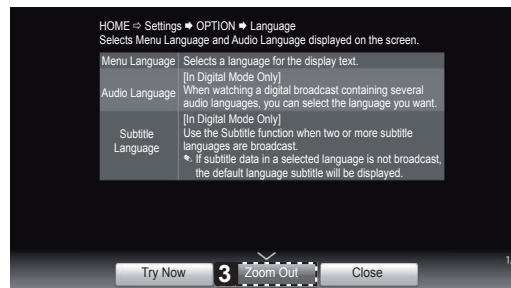 HOME ⇨ Settings ➡ OPTION ➡ Language
Selects Menu Language and Audio Language displayed on the screen.
Menu Language Selects a language for the display text.
Audio Language [In Digital Mode Only]
When watching a digital broadcast containing several
audio languages, you can select the language you want.
Subtitle Language [In Digital Mode Only]
Use the Subtitle function when two or more subtitle
languages are broadcast.
If subtitle data in a selected language is not broadcast,
the default language subtitle will be displayed.
Try Now 3 Zoom Out Close